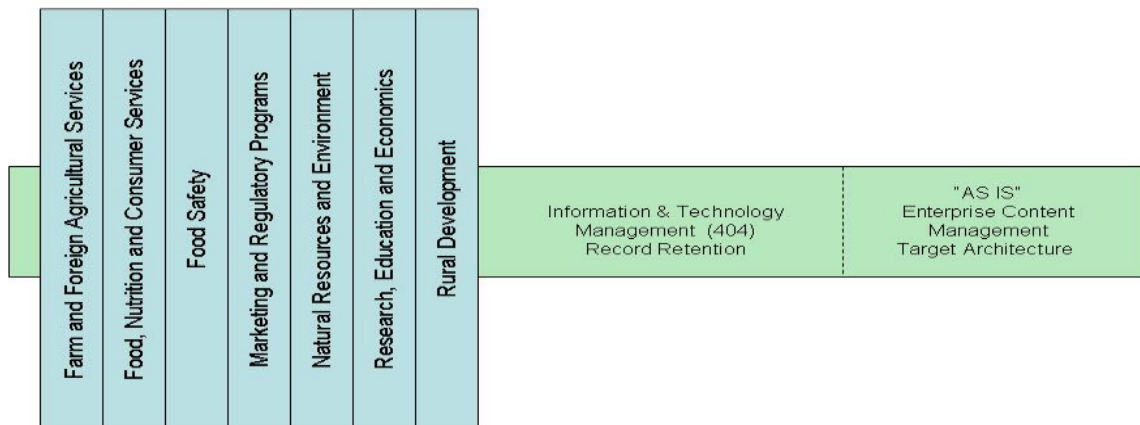 Farm and Foreign Agricultural Services
Food, Nutrition and Consumer Services
Food Safety
Marketing and Regulatory Programs
Natural Resources and Environment
Research, Education and Economics
Rural Development
Information & Technology
Management (404)
Record Retention
"AS IS"
Enterprise Content
Management
Target Architecture